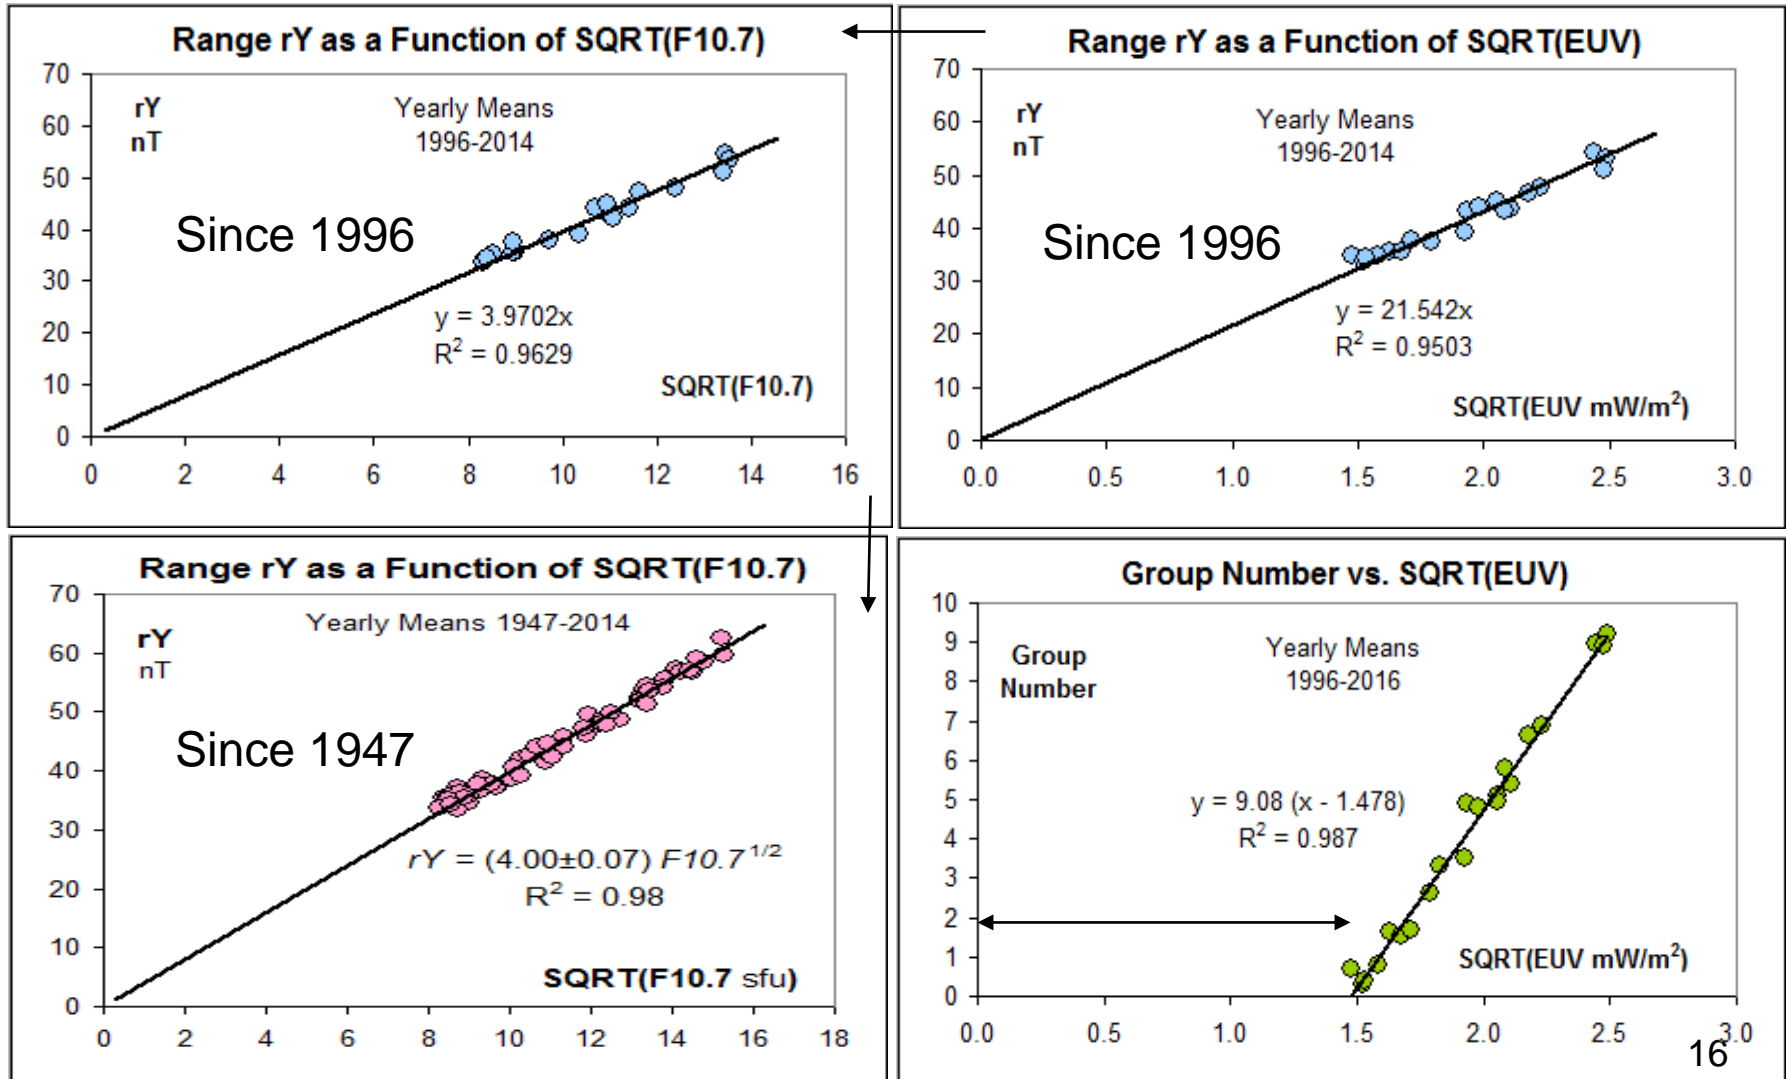 Range rY as a Function of SQRT(F10.7)
70
60
50
40
30
20
10
0
rY
nT
Yearly Means
1996-2014
Since 1996
y = 3.9702x
R² = 0.9629
SQRT(F10.7)
0 2 4 6 8 10 12 14 16
Range rY as a Function of SQRT(EUV)
70
60
50
40
30
20
10
0
rY
nT
Yearly Means
1996-2014
Since 1996
y = 21.542x
R² = 0.9503
SQRT(EUV mW/m²)
0.0 0.5 1.0 1.5 2.0 2.5 3.0
Range rY as a Function of SQRT(F10.7)
70
60
50
40
30
20
10
0
rY
nT
Yearly Means 1947-2014
Since 1947
rY = (4.00±0.07) F10.7^1/2
R² = 0.98
SQRT(F10.7 sfu)
0 2 4 6 8 10 12 14 16 18
Group Number vs. SQRT(EUV)
10
9
8
7
6
5
4
3
2
1
0
Group
Number
Yearly Means
1996-2016
y = 9.08 (x - 1.478)
R² = 0.987
SQRT(EUV mW/m²)
0.0 0.5 1.0 1.5 2.0 2.5 3.0
16